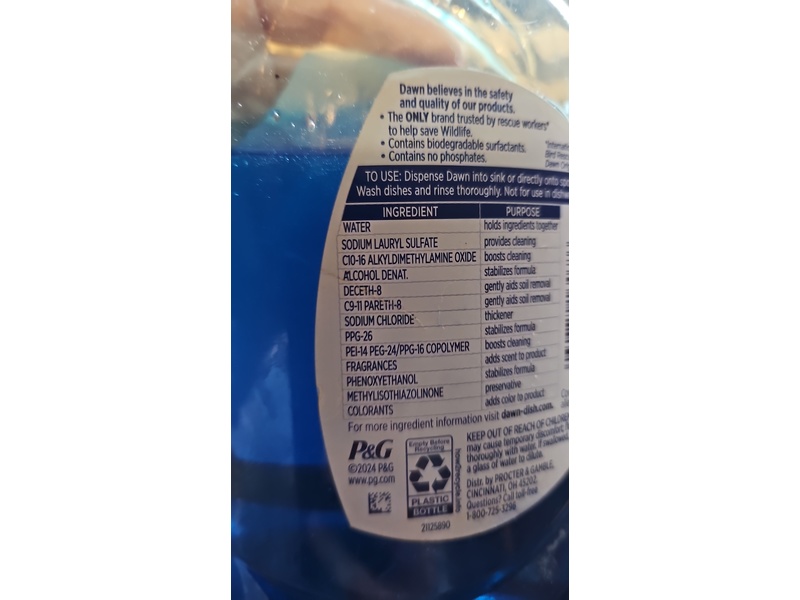 Dawn believes in the safety
and quality of our products.
• The ONLY brand trusted by rescue workers*
to help save Wildlife.
• Contains biodegradable surfactants.
• Contains no phosphates.
TO USE: Dispense Dawn into sink or directly onto
Wash dishes and rinse thoroughly. Not for use in
INGREDIENT PURPOSE
WATER holds ingredients together
SODIUM LAURYL SULFATE provides cleaning
C10-16 ALKYLDIMETHYLAMINE OXIDE boosts cleaning
ALCOHOL DENAT. stabilizes formula
DECETH-8 gently aids soil removal
C9-11 PARETH-8 gently aids soil removal
SODIUM CHLORIDE thickener
PPG-26 stabilizes formula
PEI-14 PEG-24/PPG-16 COPOLYMER boosts cleaning
FRAGRANCES adds scent to product
PHENOXYETHANOL stabilizes formula
METHYLISOTHIAZOLINONE preservative
COLORANTS adds color to product
For more ingredient information visit dawn-dish.com.
P&G
©2024 P&G
www.pg.com
Empty Before
Recycling
PLASTIC
BOTTLE
how2recycle.info
21125890
KEEP OUT OF REACH OF
may cause temporary discomfort.
thoroughly with water. If swallowed,
a glass of water to dilute.
Distr. by PROCTER & GAMBLE,
CINCINNATI, OH 45202
Questions? Call toll-free
1-800-725-3296